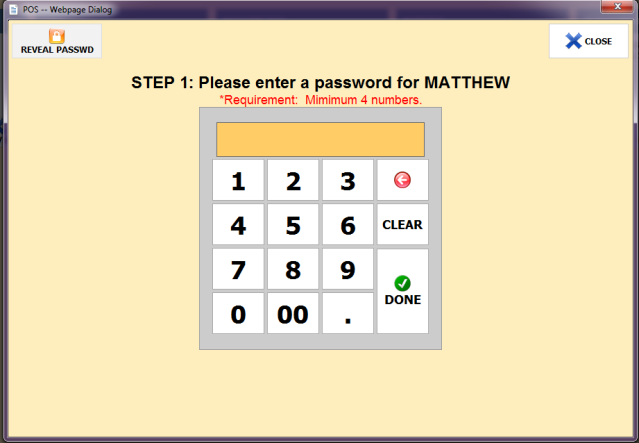 POS -- Webpage Dialog
REVEAL PASSWD
CLOSE
STEP 1: Please enter a password for MATTHEW
*Requirement: Mimimum 4 numbers.
1 2 3
4 5 6 CLEAR
7 8 9
DONE
0 00 .